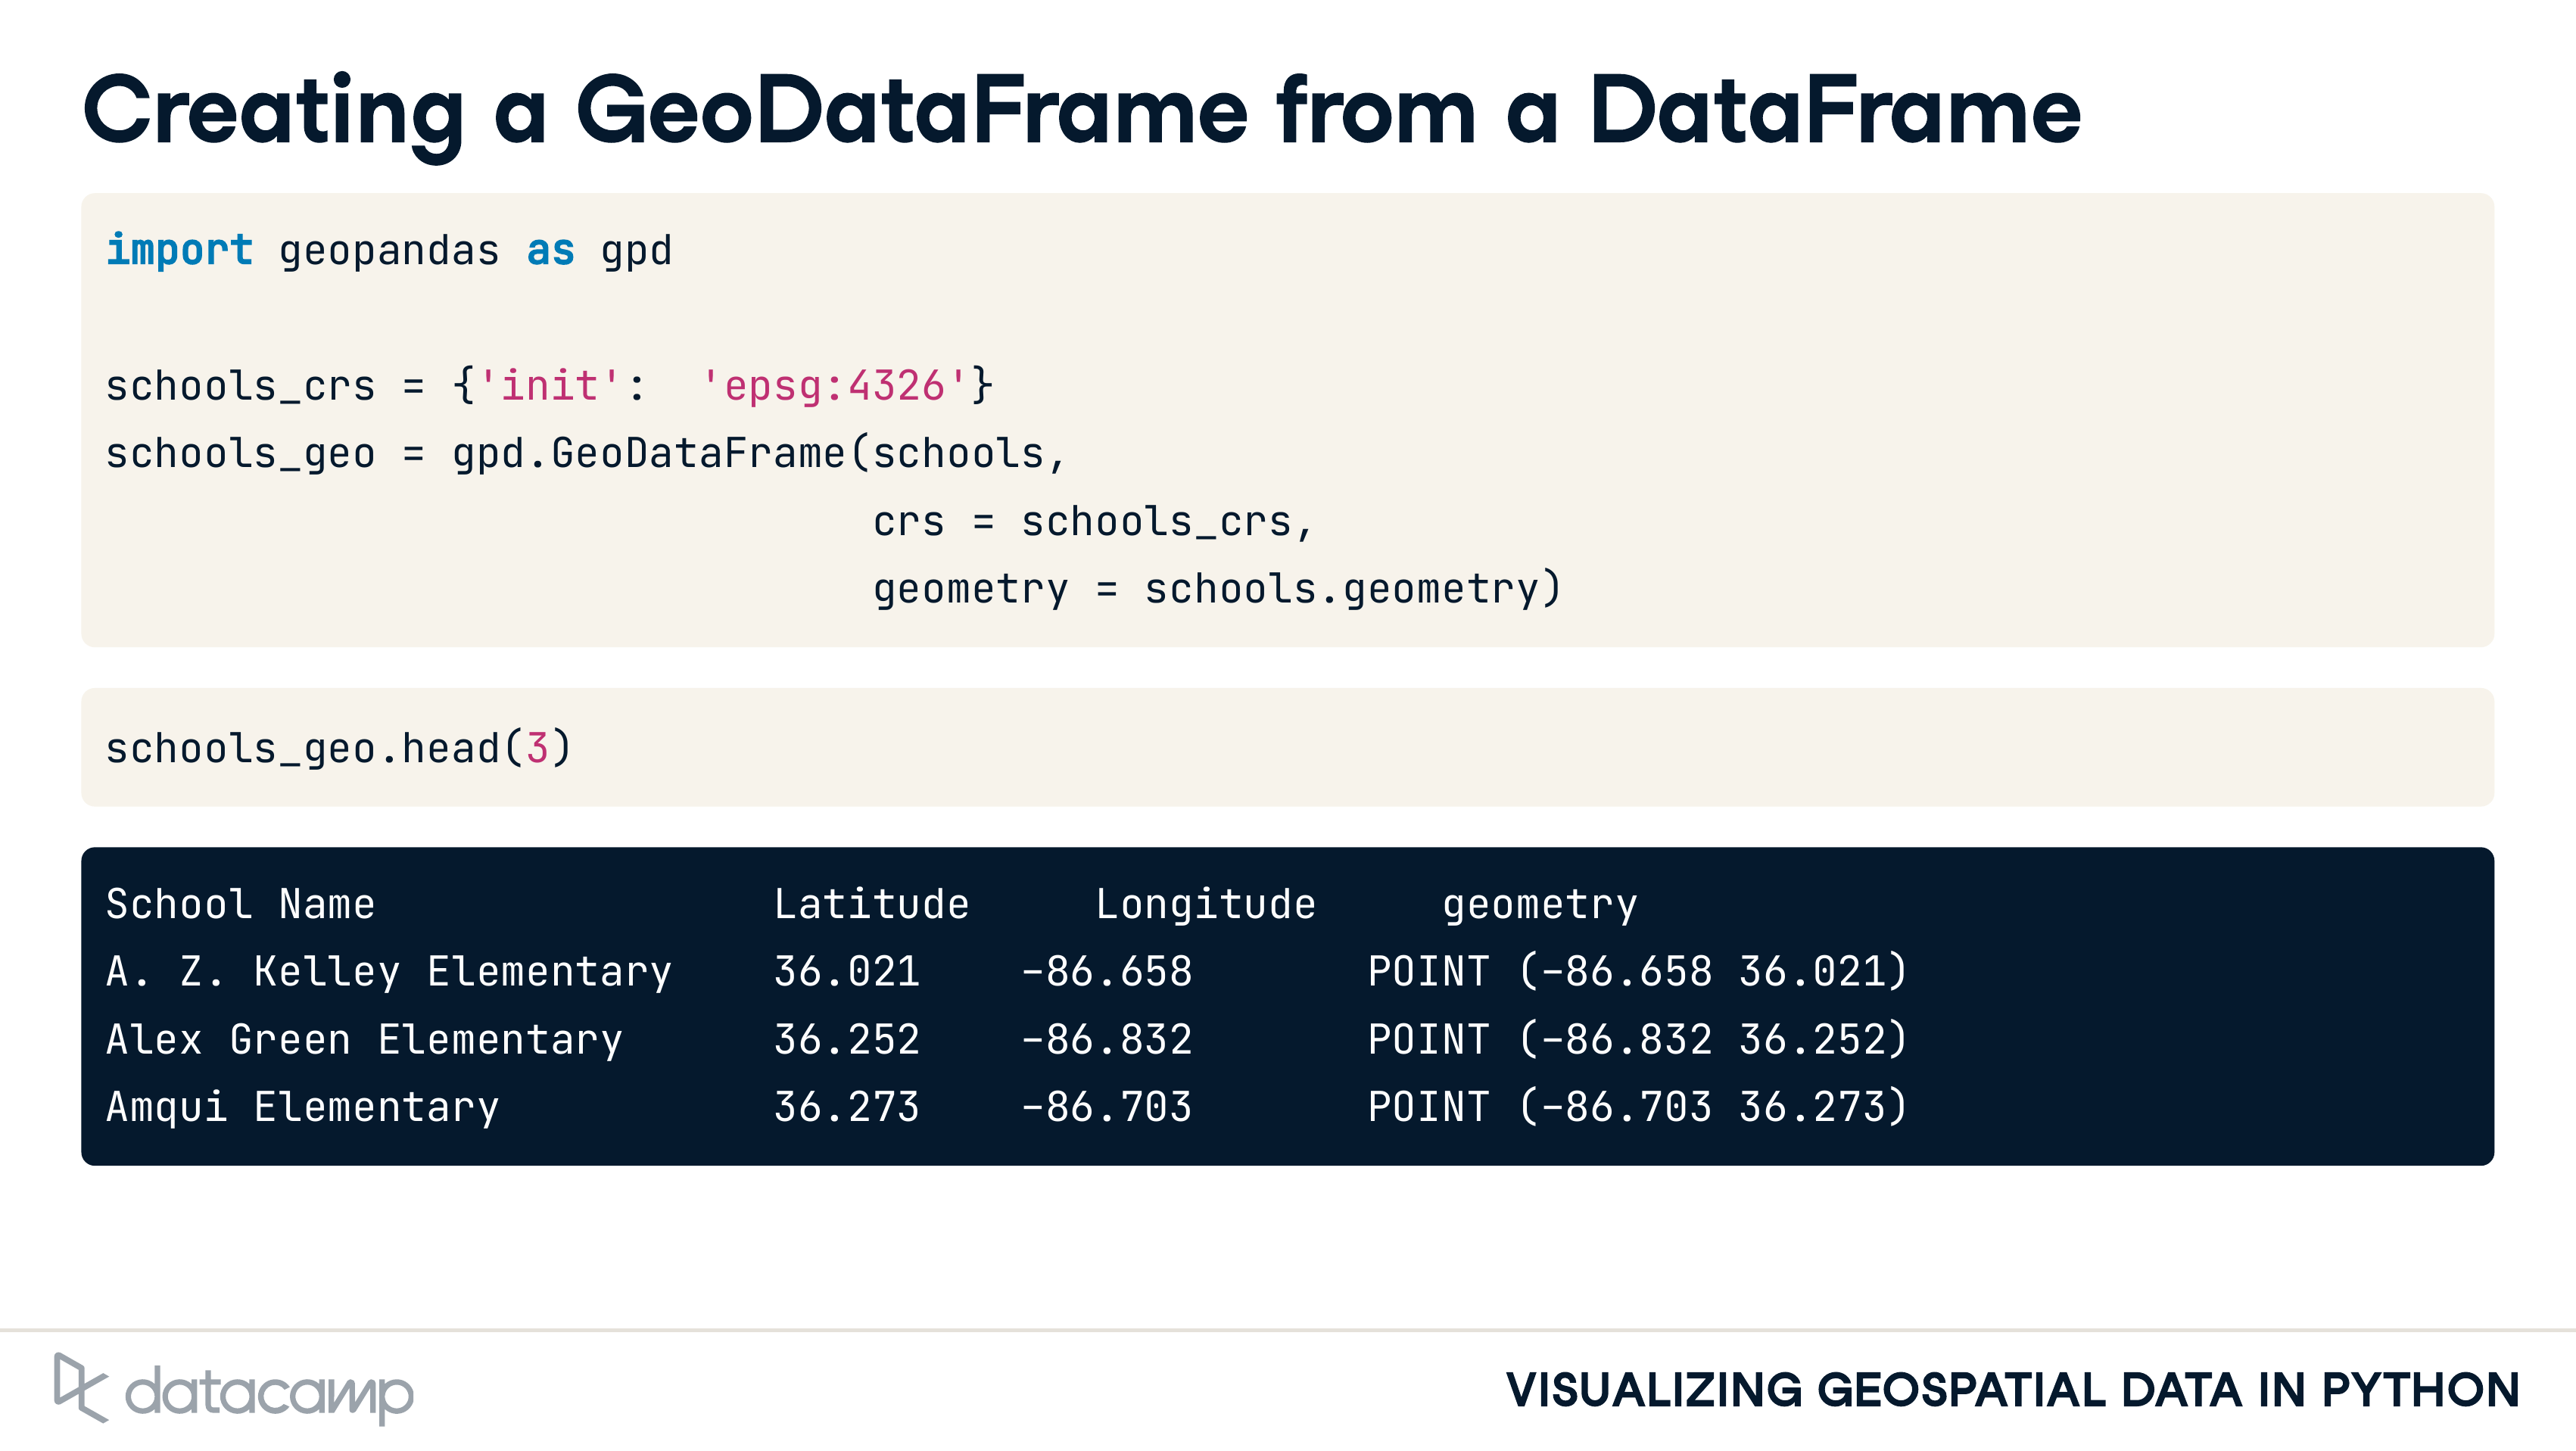 Creating a GeoDataFrame from a DataFrame
import geopandas as gpd
schools_crs = {'init':  'epsg:4326'}
schools_geo = gpd.GeoDataFrame(schools,
                               crs = schools_crs,
                               geometry = schools.geometry)
schools_geo.head(3)
School Name                Latitude     Longitude     geometry
A. Z. Kelley Elementary    36.021    -86.658       POINT (-86.658 36.021)
Alex Green Elementary      36.252    -86.832       POINT (-86.832 36.252)
Amqui Elementary           36.273    -86.703       POINT (-86.703 36.273)
datacamp
VISUALIZING GEOSPATIAL DATA IN PYTHON